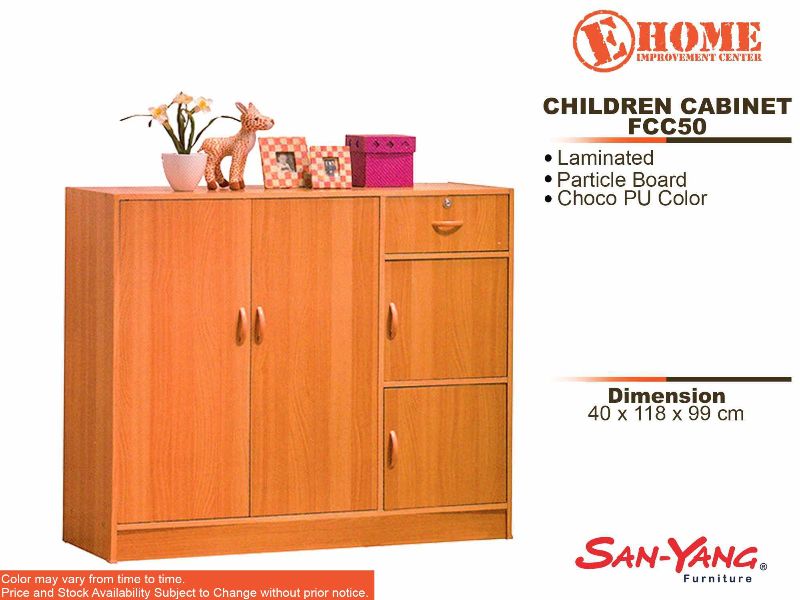 E HOME
IMPROVEMENT CENTER
CHILDREN CABINET
FCC50
• Laminated
• Particle Board
• Choco PU Color
Dimension
40 x 118 x 99 cm
SAN-YANG®
Furniture
Color may vary from time to time.
Price and Stock Availability Subject to Change without prior notice.